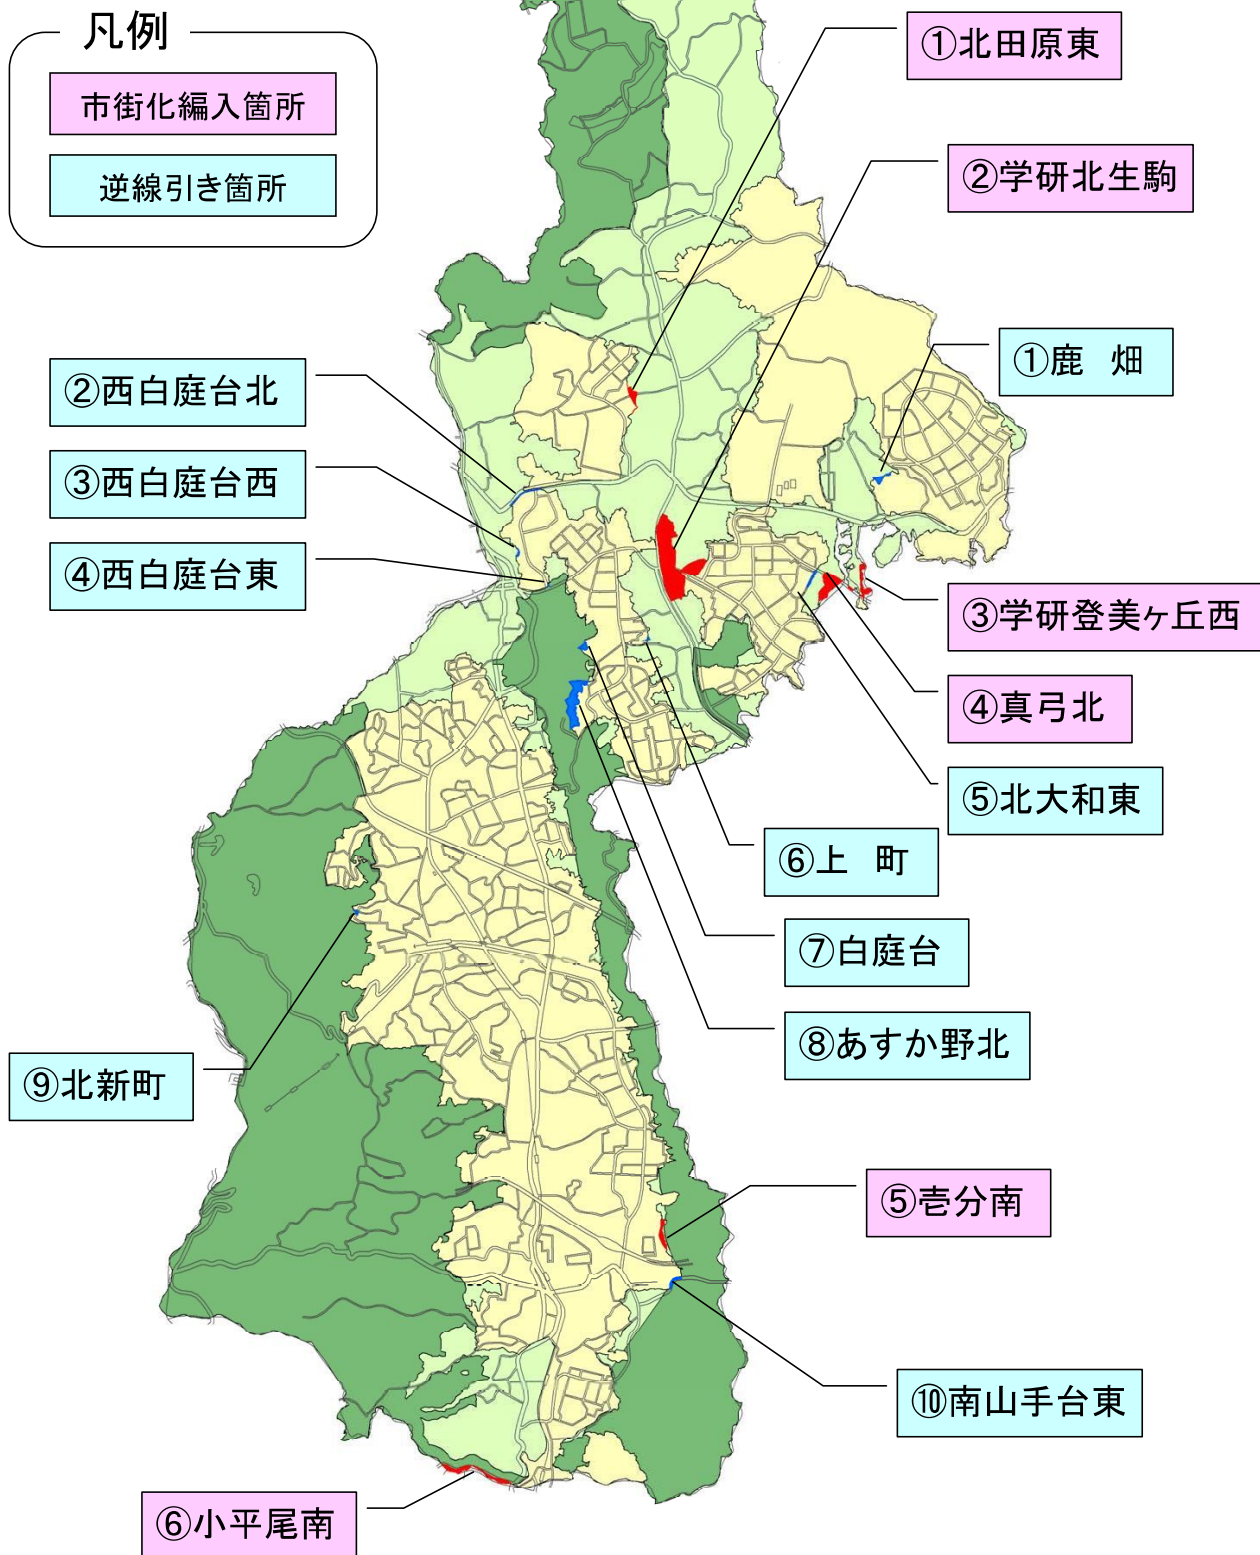 凡例
市街化編入箇所
逆線引き箇所
①北田原東
②学研北生駒
①鹿　畑
②西白庭台北
③西白庭台西
④西白庭台東
③学研登美ヶ丘西
④真弓北
⑤北大和東
⑥上　町
⑦白庭台
⑧あすか野北
⑨北新町
⑤壱分南
⑩南山手台東
⑥小平尾南